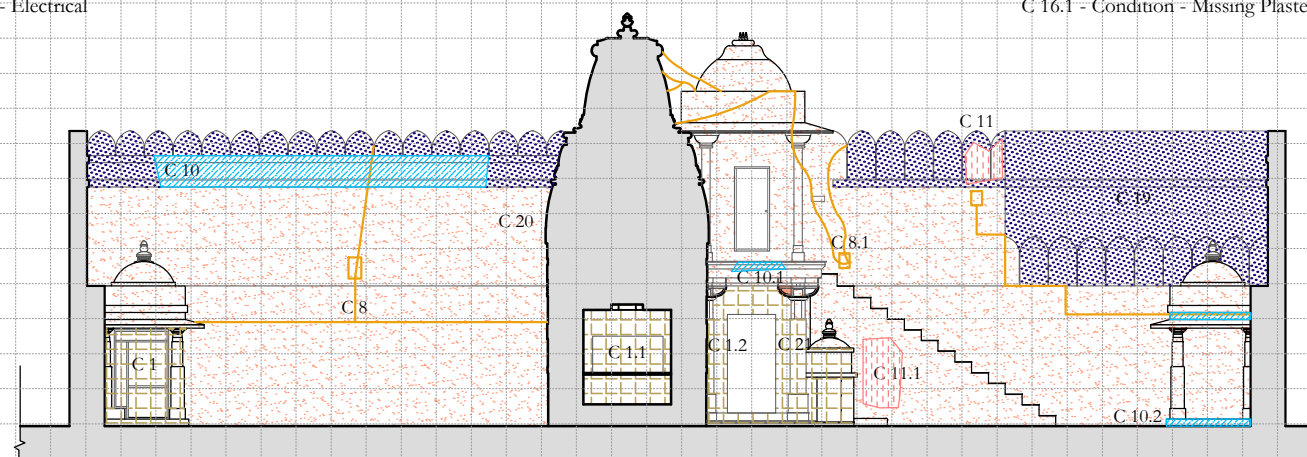 - Electrical
C 16.1 - Condition - Missing Plaste
C 11
C 10
C 19
C 20
C 8.1
C 10.1
C 8
C 1
C 1.1
C 1.2
C 21
C 11.1
C 10.2